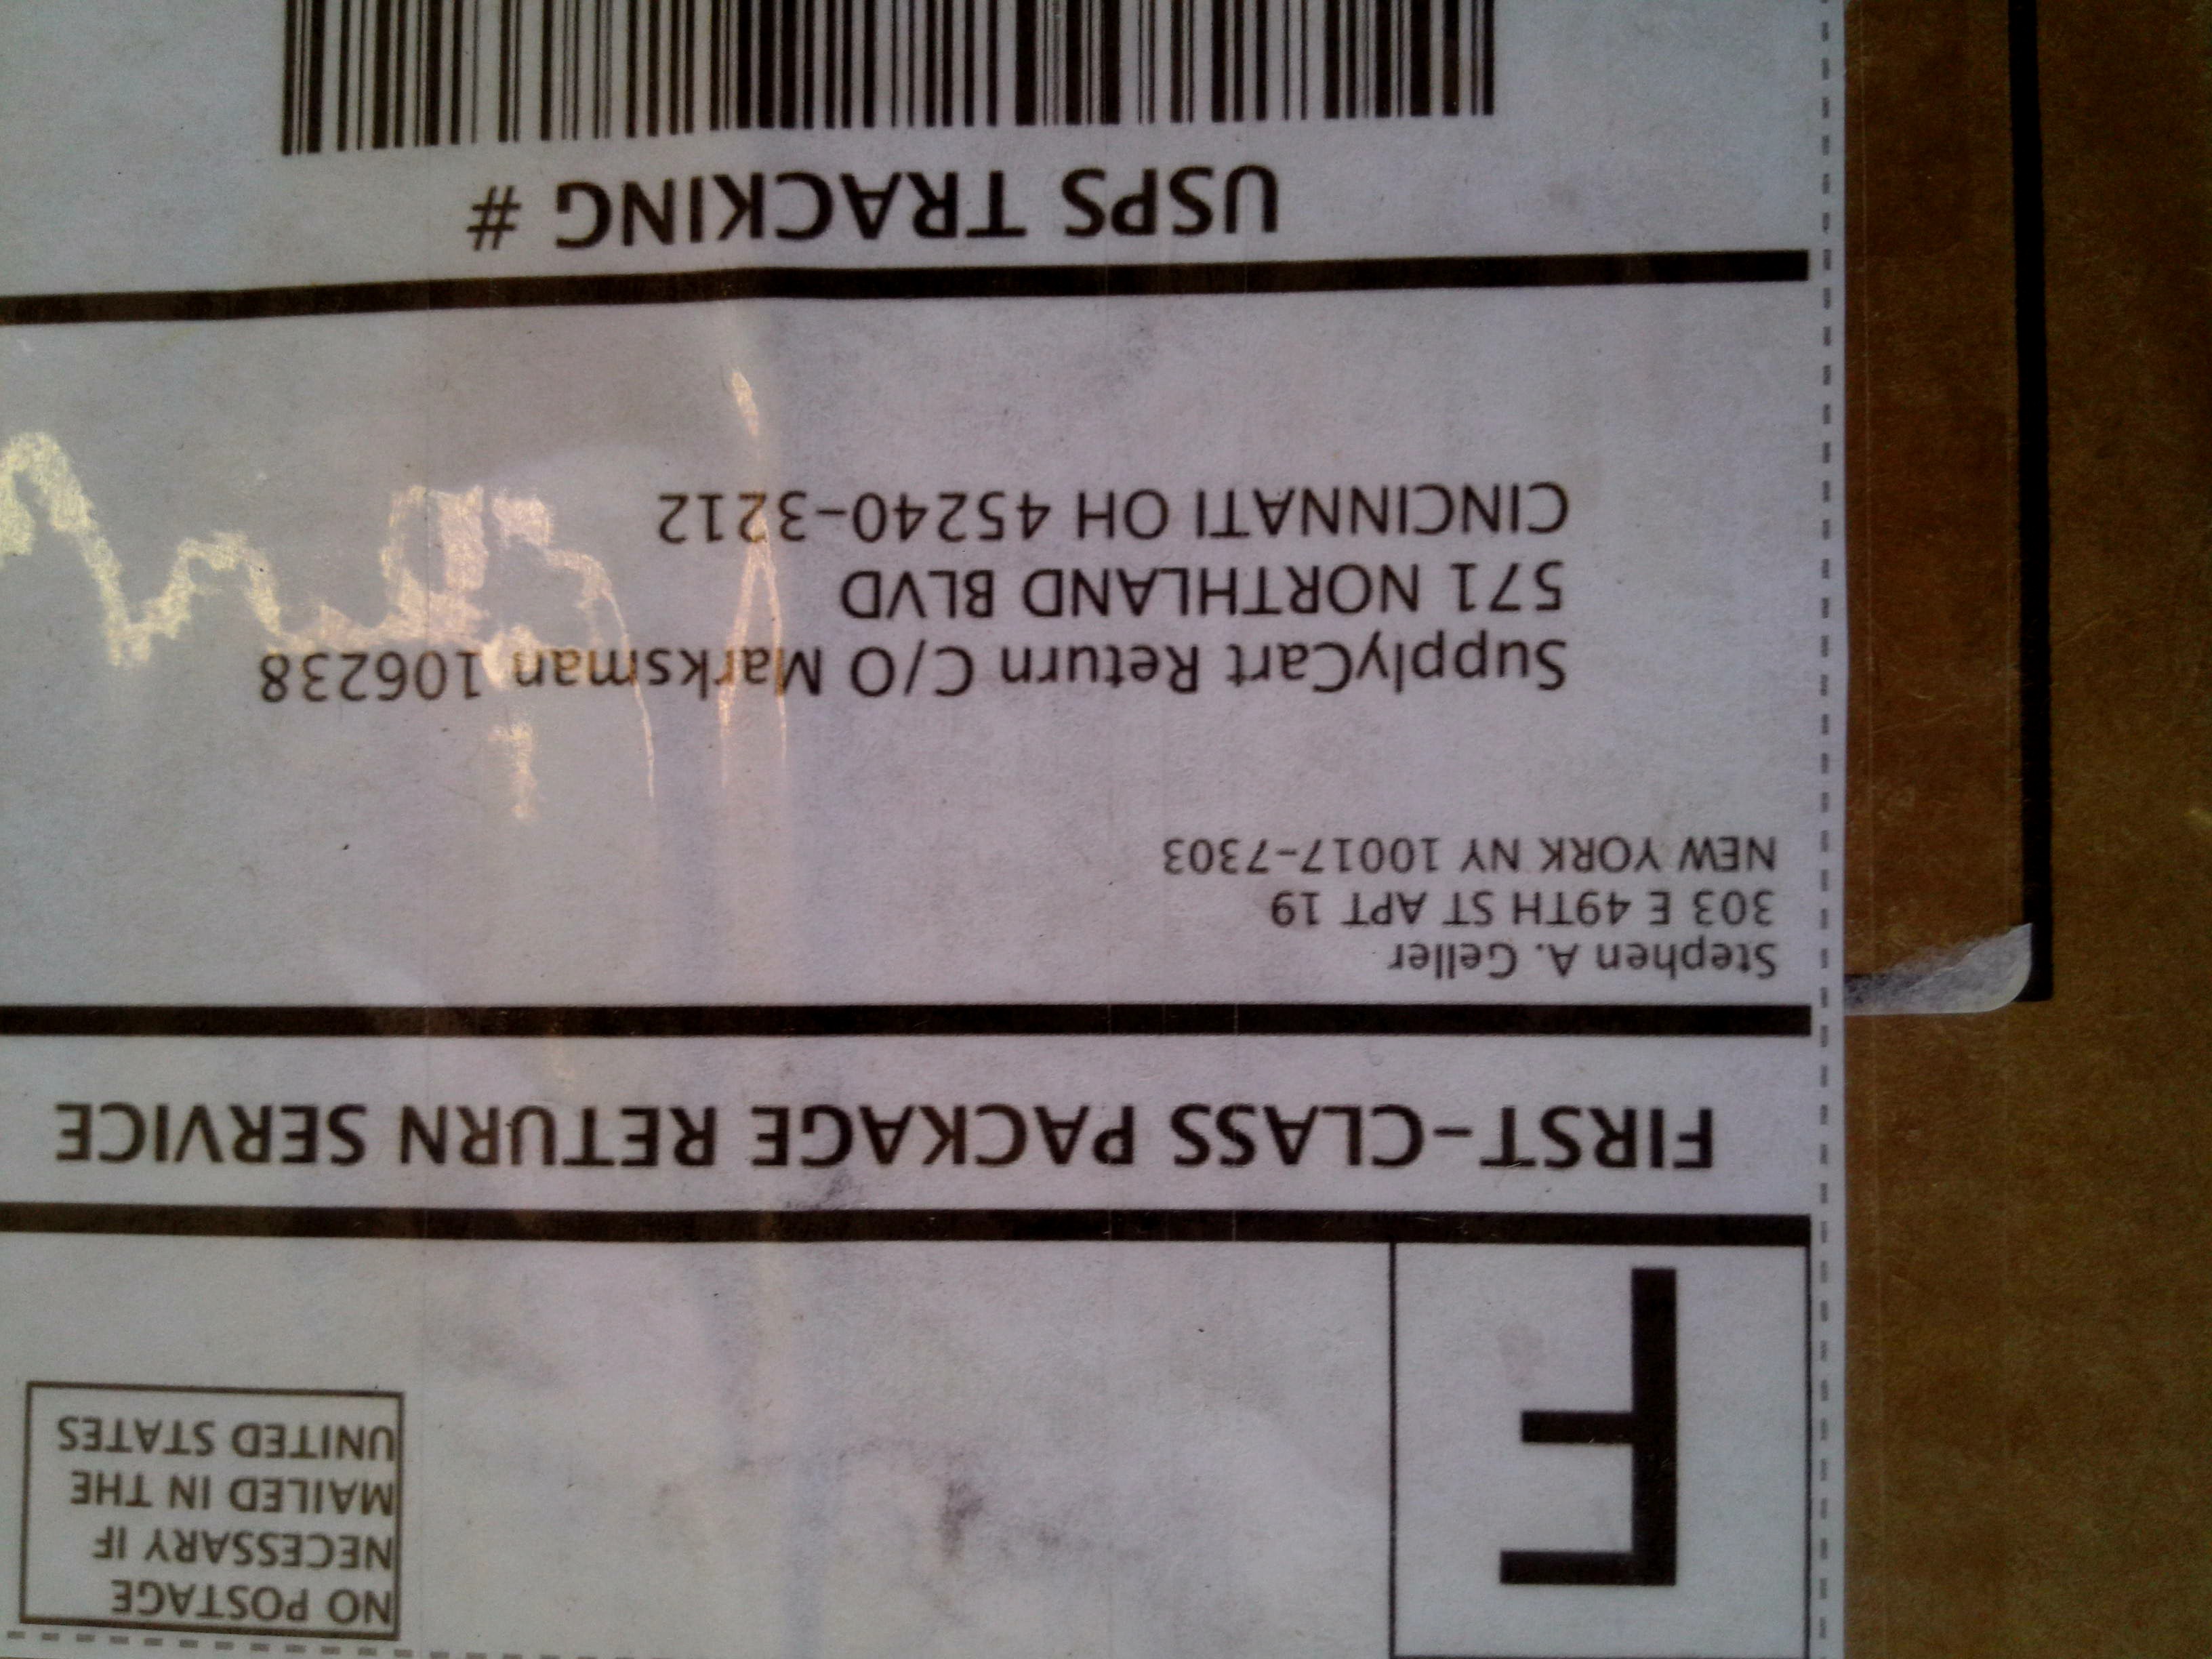 F
NO POSTAGE
NECESSARY IF
MAILED IN THE
UNITED STATES
FIRST-CLASS PACKAGE RETURN SERVICE
Stephen A. Geller
303 E 49TH ST APT 19
NEW YORK NY 10017-7303
SupplyCart Return C/O Marksman 106238
571 NORTHLAND BLVD
CINCINNATI OH 45240-3212
USPS TRACKING #